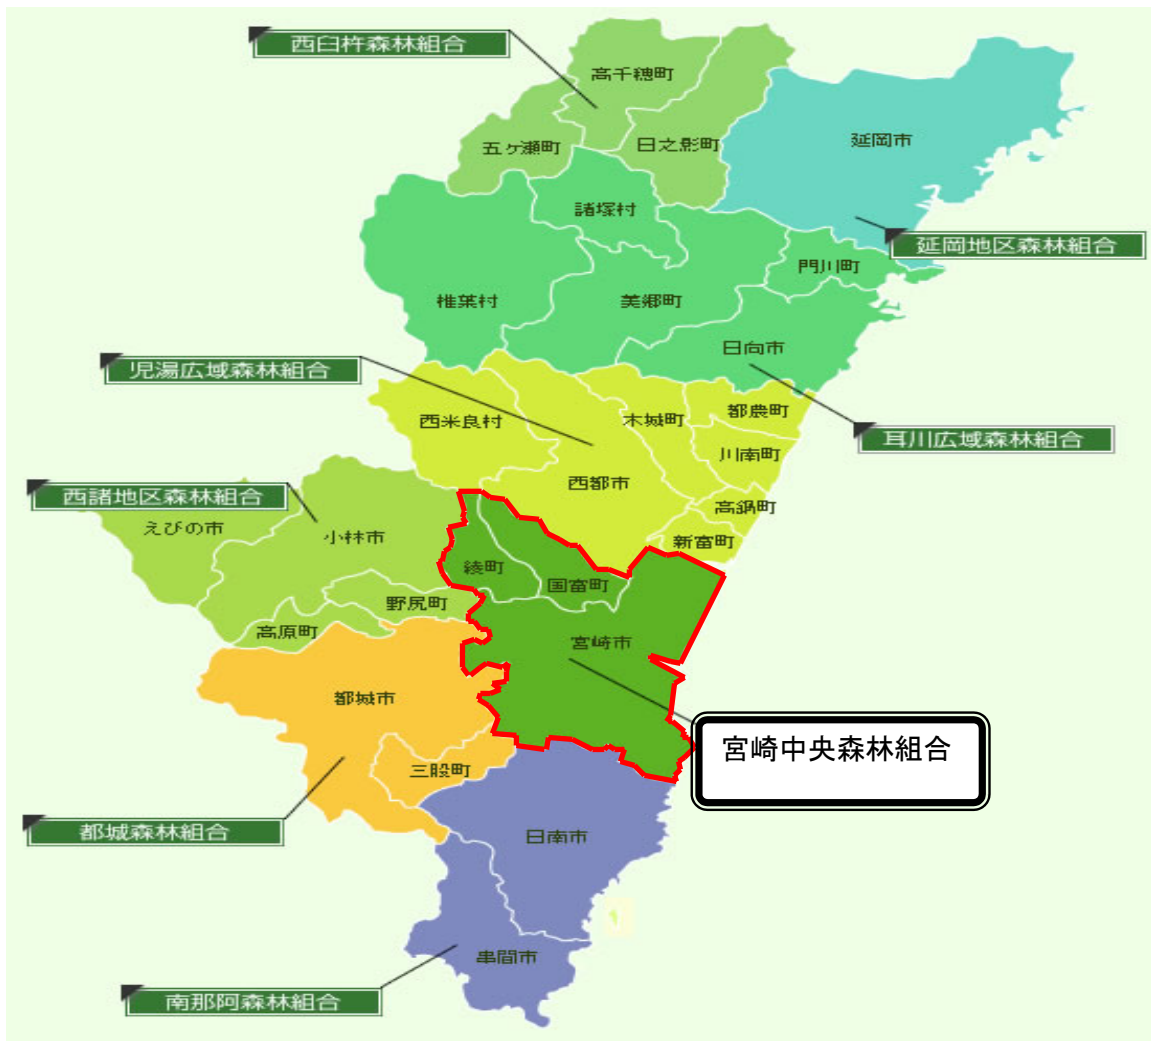 西臼杵森林組合
高千穂町
五ヶ瀬町
日之影町
延岡市
諸塚村
延岡地区森林組合
門川町
椎葉村
美郷町
日向市
児湯広域森林組合
西米良村
木城町
都農町
耳川広域森林組合
川南町
西都市
西諸地区森林組合
高鍋町
えびの市
小林市
新富町
綾町
国富町
野尻町
高原町
宮崎市
都城市
宮崎中央森林組合
三股町
都城森林組合
日南市
串間市
南那阿森林組合